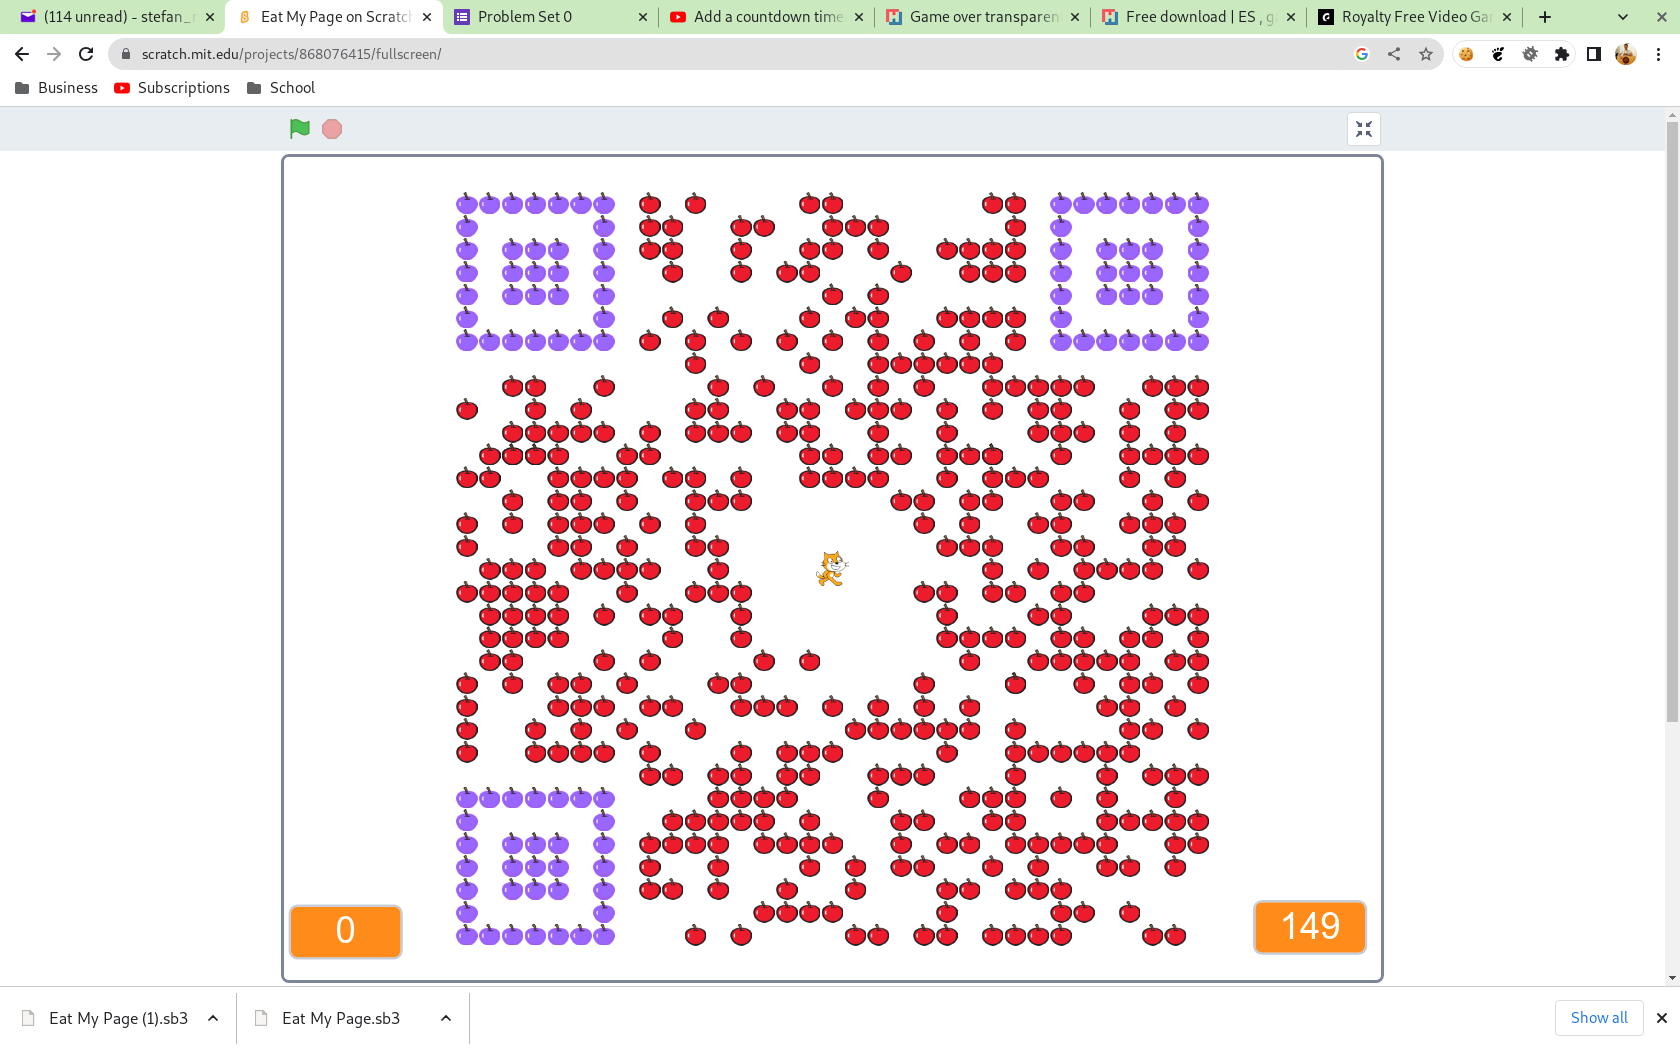 (114 unread) - stefan_
Eat My Page on Scratch
Problem Set 0
Add a countdown time
Game over transparen
Free download | ES , g
Royalty Free Video Ga
scratch.mit.edu/projects/868076415/fullscreen/
Business
Subscriptions
School
0
149
Eat My Page (1).sb3
Eat My Page.sb3
Show all